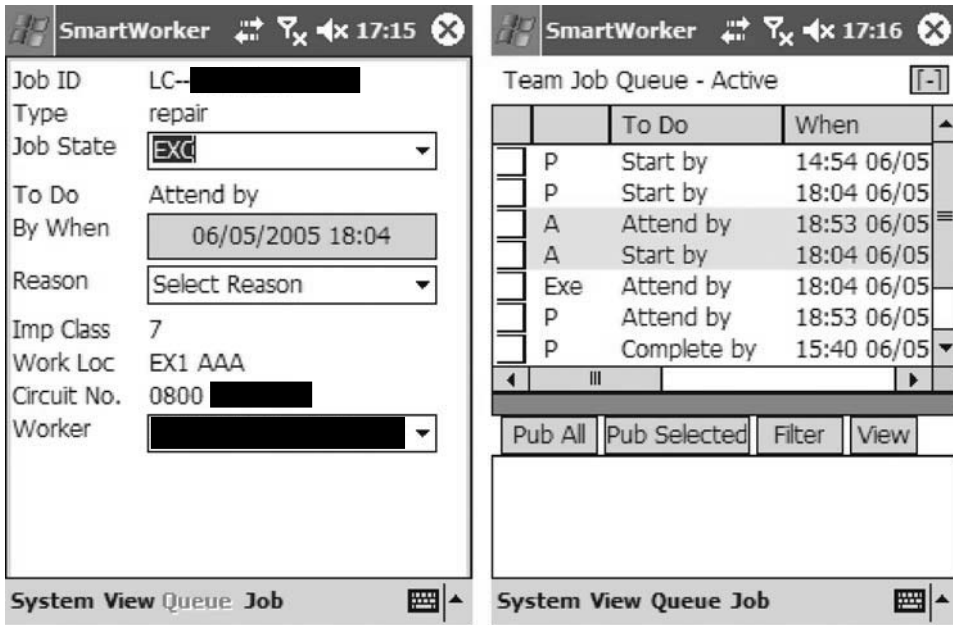 SmartWorker 17:15
Job ID LC--
Type repair
Job State EXC
To Do Attend by
By When 06/05/2005 18:04
Reason Select Reason
Imp Class 7
Work Loc EX1 AAA
Circuit No. 0800
Worker
System View Queue Job
SmartWorker 17:16
Team Job Queue - Active [-]
To Do When
P Start by 14:54 06/05
P Start by 18:04 06/05
A Attend by 18:53 06/05
A Start by 18:04 06/05
Exe Attend by 18:04 06/05
P Attend by 18:53 06/05
P Complete by 15:40 06/05
Pub All Pub Selected Filter View
System View Queue Job